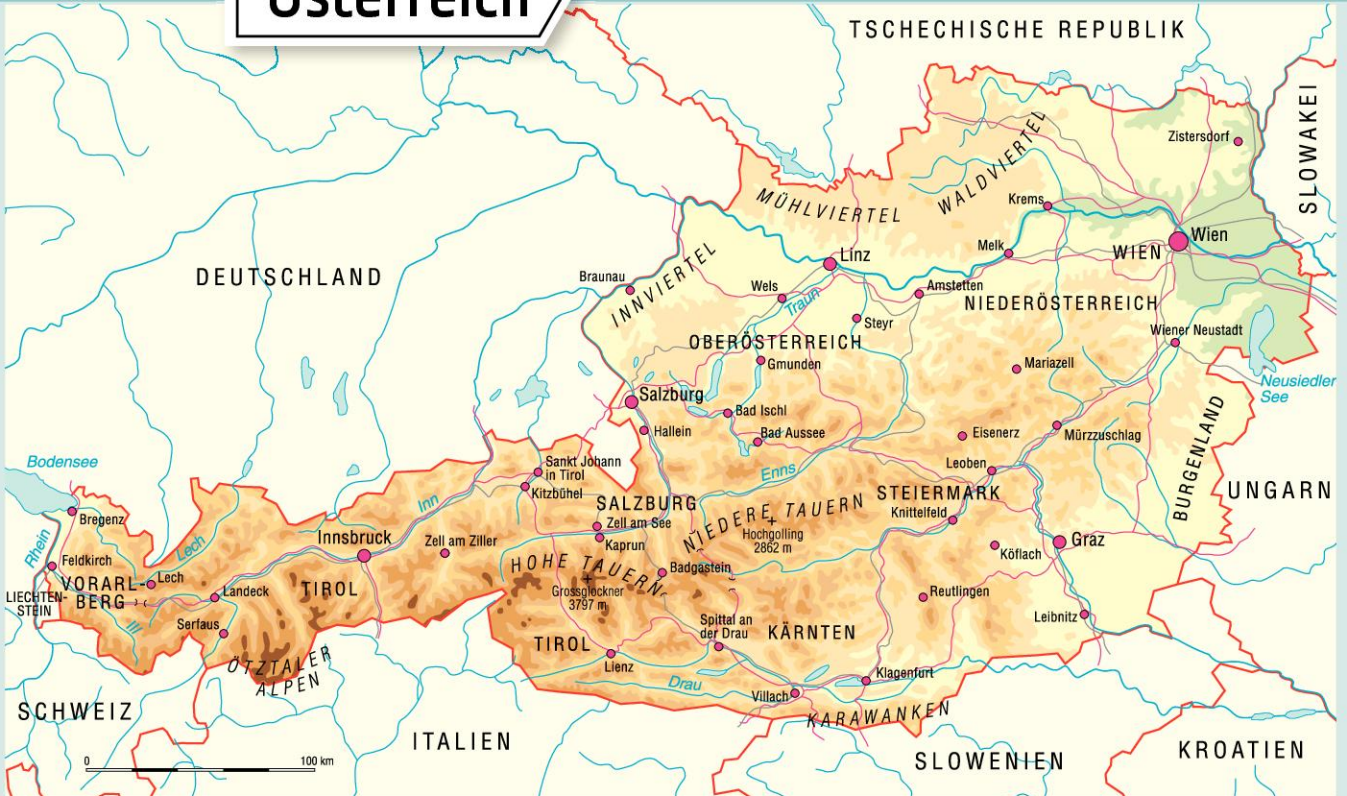 Österreich
TSCHECHISCHE REPUBLIK
SLOWAKEI
Zistersdorf
WALDVIERTEL
MÜHLVIERTEL
Krems
Wien
WIEN
Melk
Linz
DEUTSCHLAND
INNVIERTEL
Braunau
Wels
Traun
Amstetten
NIEDERÖSTERREICH
Steyr
Wiener Neustadt
OBERÖSTERREICH
Gmunden
Mariazell
Neusiedler
See
Salzburg
Bad Ischl
Hallein
Bad Aussee
Eisenerz
Mürzzuschlag
BURGENLAND
Bodensee
Sankt Johann
in Tirol
Kitzbühel
Enns
Leoben
STEIERMARK
UNGARN
Inn
SALZBURG
NIEDERE TAUERN
Knittelfeld
Bregenz
Zell am See
Hochgolling
2862 m
Rhein
Lech
Innsbruck
Zell am Ziller
Kaprun
Köflach
Graz
Feldkirch
HOHE TAUERN
Badgastein
VORARL-
BERG
Lech
LIECHTEN-
STEIN
Landeck
TIROL
Grossglockner
3797 m
Reutlingen
Leibnitz
Ill
Serfaus
Spittal an
der Drau
KÄRNTEN
TIROL
ÖTZTALER
ALPEN
Lienz
Drau
Klagenfurt
Villach
SCHWEIZ
KARAWANKEN
ITALIEN
SLOWENIEN
KROATIEN
0
100 km